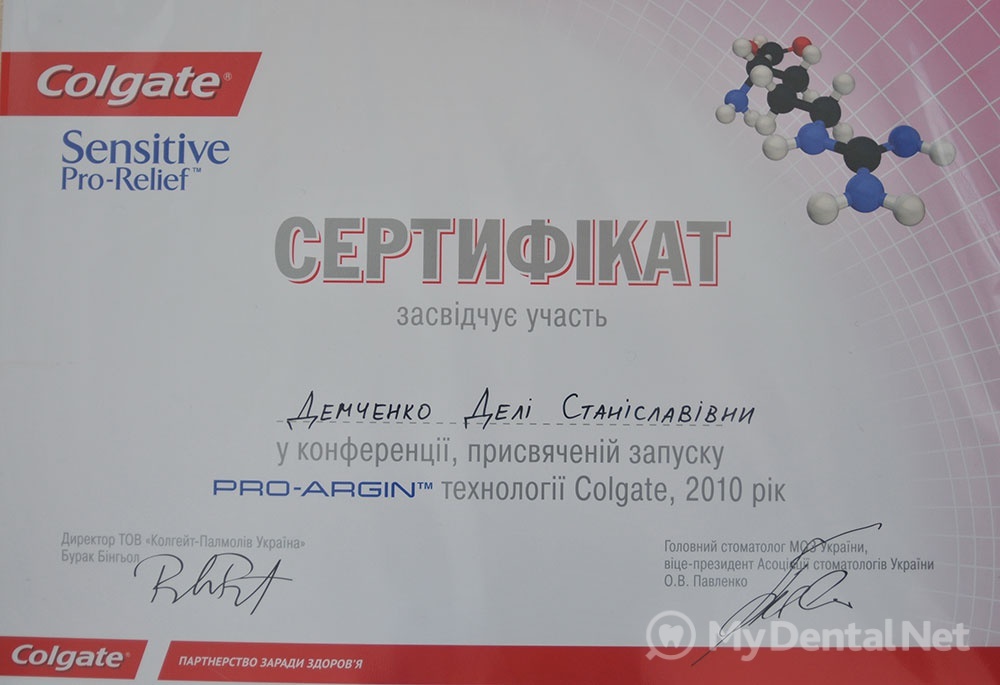 Colgate®
Sensitive
Pro-Relief™
СЕРТИФІКАТ
засвідчує участь
Демченко Делі Станіславівни
у конференції, присвяченій запуску
PRO-ARGIN™ технології Colgate, 2010 рік
Директор ТОВ «Колгейт-Палмолів Україна»
Бурак Бінгьол
Головний стоматолог МОЗ України,
віце-президент Асоціації стоматологів України
О.В. Павленко
MyDental Net
Colgate®
ПАРТНЕРСТВО ЗАРАДИ ЗДОРОВ'Я